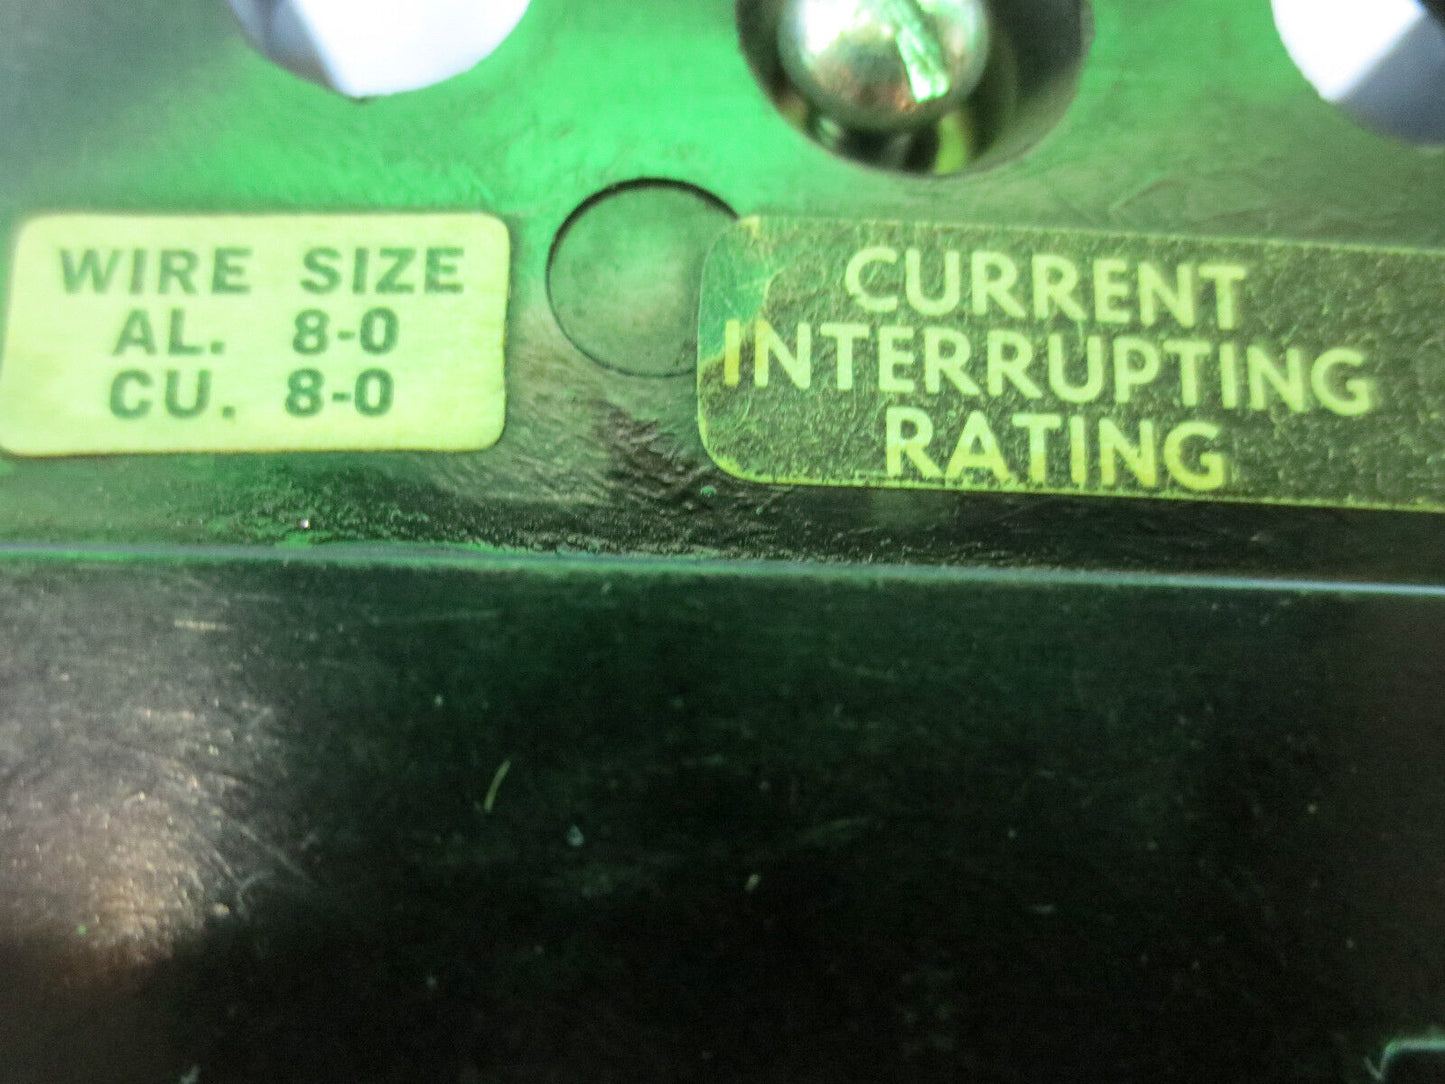 WIRE SIZE
AL. 8-0
CU. 8-0
CURRENT
INTERRUPTING
RATING